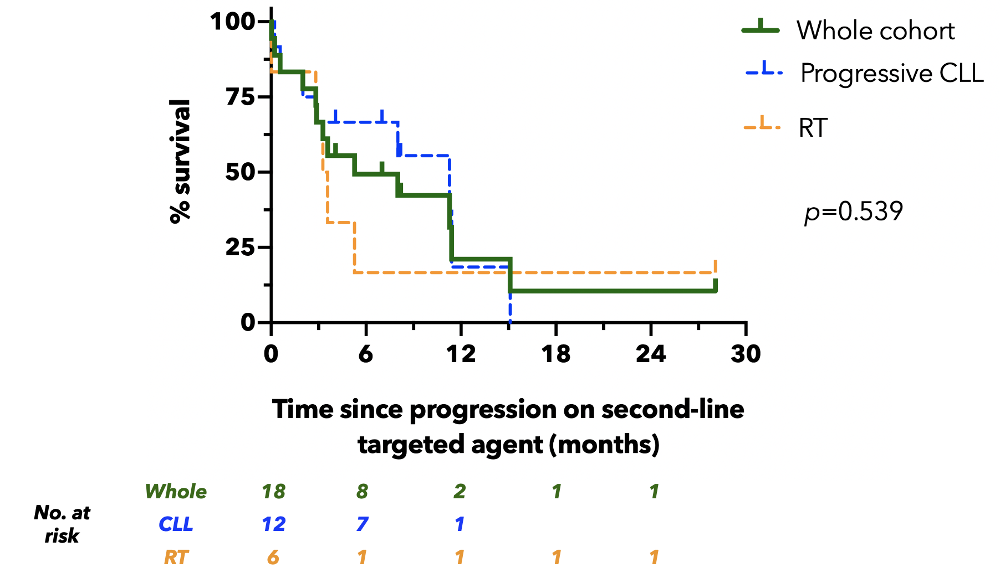 100
75
50
25
0
% survival
0 6 12 18 24 30
Time since progression on second-line
targeted agent (months)
Whole cohort
Progressive CLL
RT
p=0.539
No. at
risk
Whole 18 8 2 1 1
CLL 12 7 1
RT 6 1 1 1 1